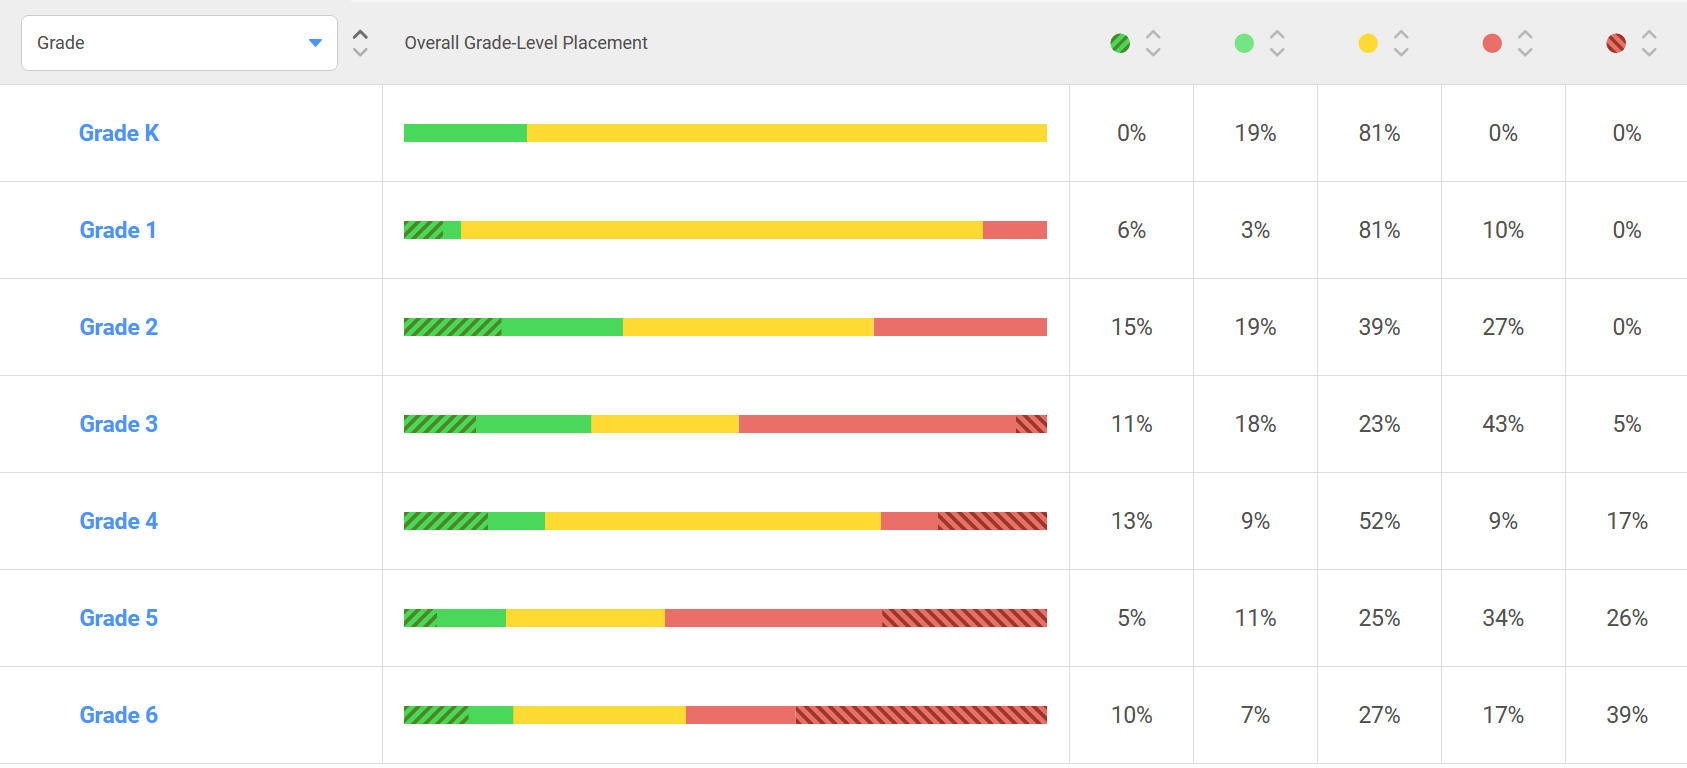 Grade Overall Grade-Level Placement
Grade K 0% 19% 81% 0% 0%
Grade 1 6% 3% 81% 10% 0%
Grade 2 15% 19% 39% 27% 0%
Grade 3 11% 18% 23% 43% 5%
Grade 4 13% 9% 52% 9% 17%
Grade 5 5% 11% 25% 34% 26%
Grade 6 10% 7% 27% 17% 39%